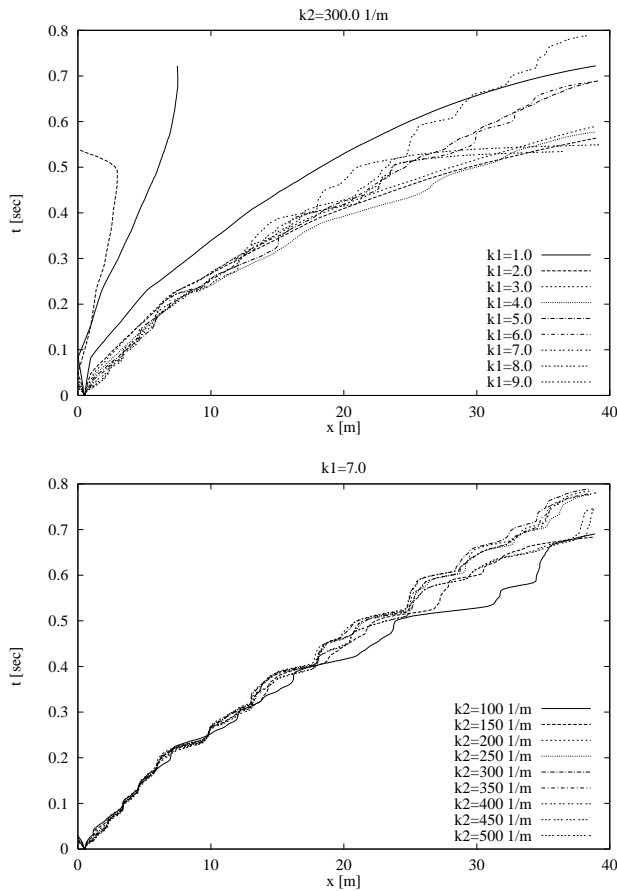 k2=300.0 1/m
0.8
0.7
0.6
0.5
0.4
0.3
0.2
0.1
0
t [sec]
k1=1.0
k1=2.0
k1=3.0
k1=4.0
k1=5.0
k1=6.0
k1=7.0
k1=8.0
k1=9.0
0 10 20 30 40
x [m]
k1=7.0
0.8
0.7
0.6
0.5
0.4
0.3
0.2
0.1
0
t [sec]
k2=100 1/m
k2=150 1/m
k2=200 1/m
k2=250 1/m
k2=300 1/m
k2=350 1/m
k2=400 1/m
k2=450 1/m
k2=500 1/m
0 10 20 30 40
x [m]